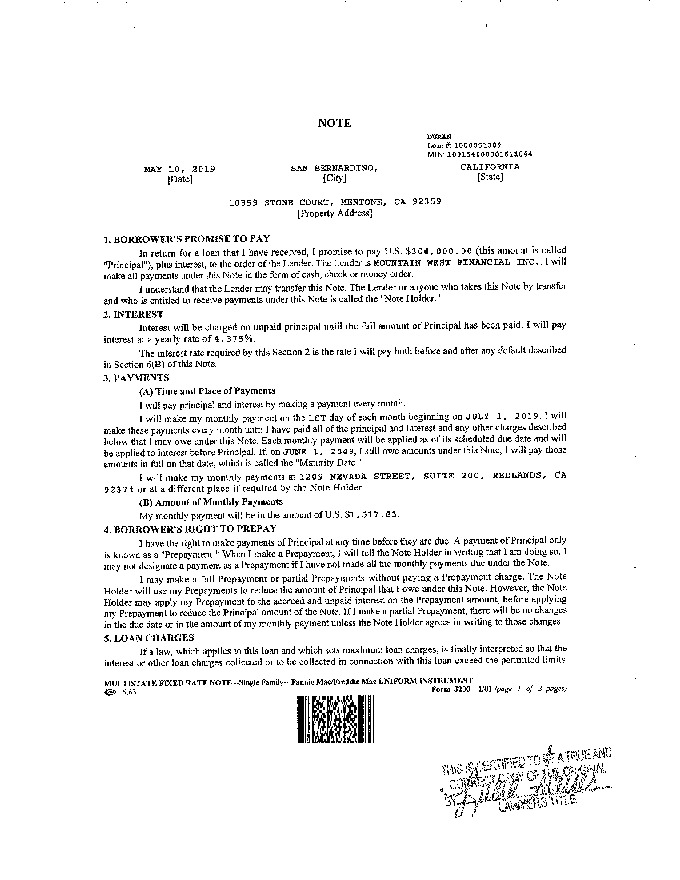 NOTE
MAY 10, 2019 SAN BERNARDINO, CALIFORNIA
[Date] [City] [State]
10359 STONE COURT, MENTONE, CA 92359
[Property Address]
1. BORROWER'S PROMISE TO PAY
In return for a loan that I have received, I promise to pay U.S. (this amount is called
"Principal"), plus interest, to the order of the Lender. The Lender is MOUNTAIN WEST FINANCIAL INC.. I will
make all payments under this Note in the form of cash, check or money order.
I understand that the Lender may transfer this Note. The Lender or anyone who takes this Note by transfer
and who is entitled to receive payments under this Note is called the "Note Holder."
2. INTEREST
Interest will be charged on unpaid principal until the full amount of Principal has been paid. I will pay
interest at a yearly rate of 4.375%.
The interest rate required by this Section 2 is the rate I will pay both before and after any default described
in Section 6(B) of this Note.
3. PAYMENTS
(A) Time and Place of Payments
I will pay principal and interest by making a payment every month.
I will make my monthly payment on the 1ST day of each month beginning on JULY 1, 2019. I will
make these payments every month until I have paid all of the principal and interest and any other charges described
below that I may owe under this Note. Each monthly payment will be applied as of its scheduled due date and will
be applied to interest before Principal. If, on JUNE 1, 2049, I still owe amounts under this Note, I will pay those
amounts in full on that date, which is called the "Maturity Date."
I will make my monthly payments at 1209 NEVADA STREET, SUITE 200, REDLANDS, CA
92374 or at a different place if required by the Note Holder.
(B) Amount of Monthly Payments
My monthly payment will be in the amount of U.S.
4. BORROWER'S RIGHT TO PREPAY
I have the right to make payments of Principal at any time before they are due. A payment of Principal only
is known as a "Prepayment." When I make a Prepayment, I will tell the Note Holder in writing that I am doing so. I
may not designate a payment as a Prepayment if I have not made all the monthly payments due under the Note.
I may make a full Prepayment or partial Prepayments without paying a Prepayment charge. The Note
Holder will use my Prepayments to reduce the amount of Principal that I owe under this Note. However, the Note
Holder may apply my Prepayment to the accrued and unpaid interest on the Prepayment amount, before applying
my Prepayment to reduce the Principal amount of the Note. If I make a partial Prepayment, there will be no changes
in the due date or in the amount of my monthly payment unless the Note Holder agrees in writing to those changes.
5. LOAN CHARGES
If a law, which applies to this loan and which sets maximum loan charges, is finally interpreted so that the
interest or other loan charges collected or to be collected in connection with this loan exceed the permitted limits
MULTISTATE FIXED RATE NOTE--Single Family-- Fannie Mae/Freddie Mac UNIFORM INSTRUMENT
Form 3200 1/01 (page 1 of 3 pages)
THIS IS CERTIFIED TO BE A TRUE AND
CORRECT COPY OF THE ORIGINAL
BY
LAWYERS TITLE